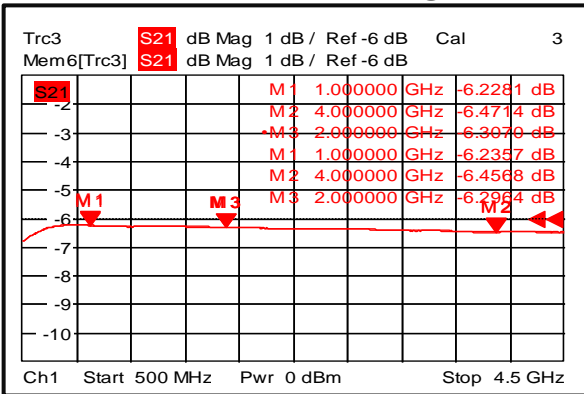 Trc3 S21 dB Mag 1 dB / Ref -6 dB Cal 3
Mem6[Trc3] S21 dB Mag 1 dB / Ref -6 dB
S21
M1 1.000000 GHz -6.2281 dB
-2
M2 4.000000 GHz -6.4714 dB
-3
•M3 2.000000 GHz -6.3070 dB
-4
M1 1.000000 GHz -6.2357 dB
M2 4.000000 GHz -6.4568 dB
-5
M3 2.000000 GHz -6.2964 dB
M1 M3 M2
-6
-7
-8
-9
-10
Ch1 Start 500 MHz Pwr 0 dBm Stop 4.5 GHz